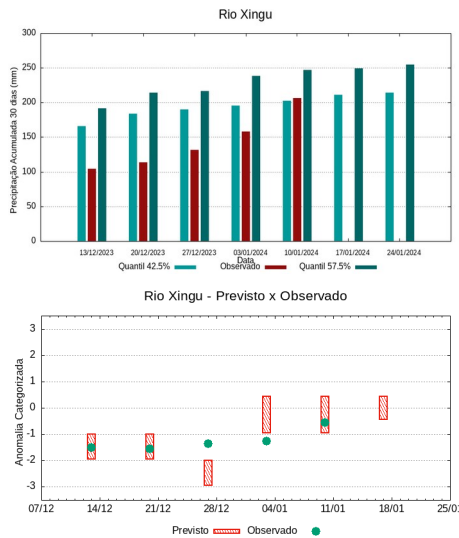 Rio Xingu
Precipitação Acumulada 30 dias (mm)
300
250
200
150
100
50
0
13/12/2023 20/12/2023 27/12/2023 03/01/2024 10/01/2024 17/01/2024 24/01/2024
Data
Quantil 42.5% Observado Quantil 57.5%
Rio Xingu - Previsto x Observado
Anomalia Categorizada
3
2
1
0
-1
-2
-3
07/12 14/12 21/12 28/12 04/01 11/01 18/01 25/01
Previsto Observado